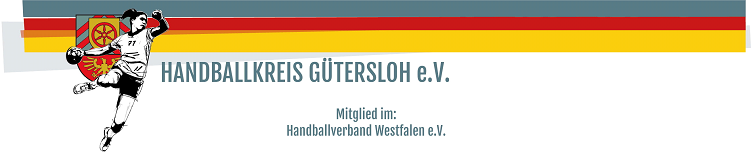 HANDBALLKREIS GÜTERSLOH e.V.
Mitglied im:
Handballverband Westfalen e.V.